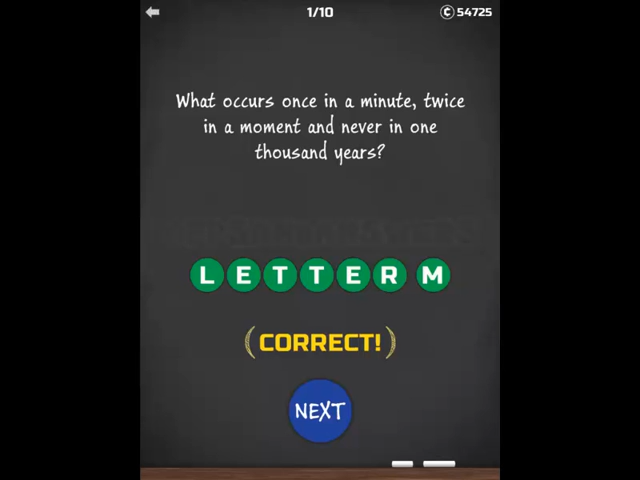 1/10
© 54725
What occurs once in a minute, twice
in a moment and never in one
thousand years?
LETTER M
CORRECT!
NEXT